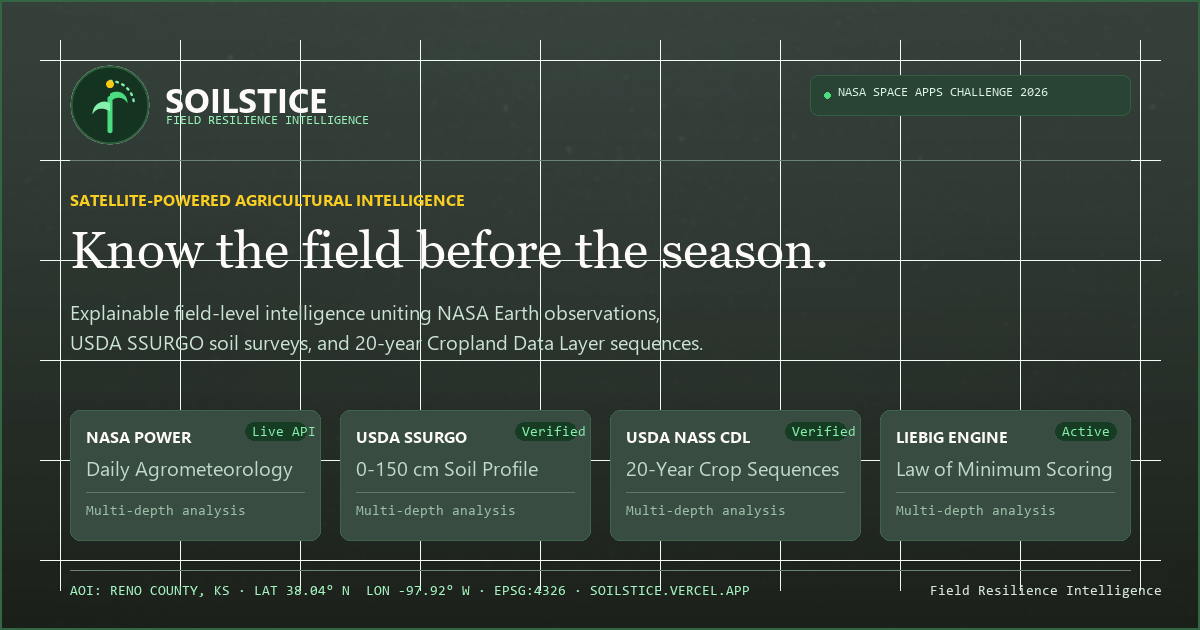 SOILSTICE
FIELD RESILIENCE INTELLIGENCE
NASA SPACE APPS CHALLENGE 2026
SATELLITE-POWERED AGRICULTURAL INTELLIGENCE
Know the field before the season.
Explainable field-level intelligence uniting NASA Earth observations,
USDA SSURGO soil surveys, and 20-year Cropland Data Layer sequences.
NASA POWER
Live API
Daily Agrometeorology
Multi-depth analysis
USDA SSURGO
Verified
0-150 cm Soil Profile
Multi-depth analysis
USDA NASS CDL
Verified
20-Year Crop Sequences
Multi-depth analysis
LIEBIG ENGINE
Active
Law of Minimum Scoring
Multi-depth analysis
AOI: RENO COUNTY, KS · LAT 38.04° N  LON -97.92° W · EPSG:4326 · SOILSTICE.VERCEL.APP
Field Resilience Intelligence